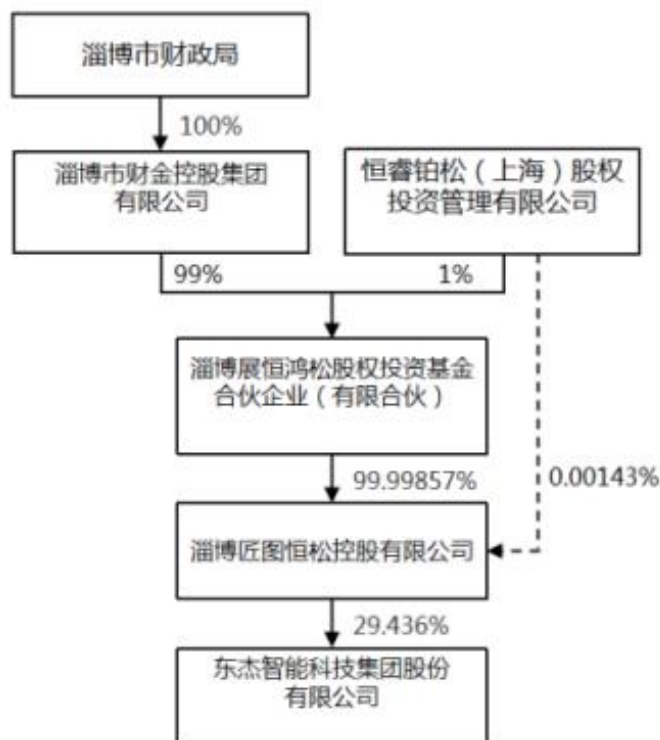 淄博市财政局
100%
淄博市财金控股集团
有限公司
恒睿铂松（上海）股权
投资管理有限公司
99%
1%
淄博展恒鸿松股权投资基金
合伙企业（有限合伙）
99.99857%
0.00143%
淄博匠图恒松控股有限公司
29.436%
东杰智能科技集团股份
有限公司